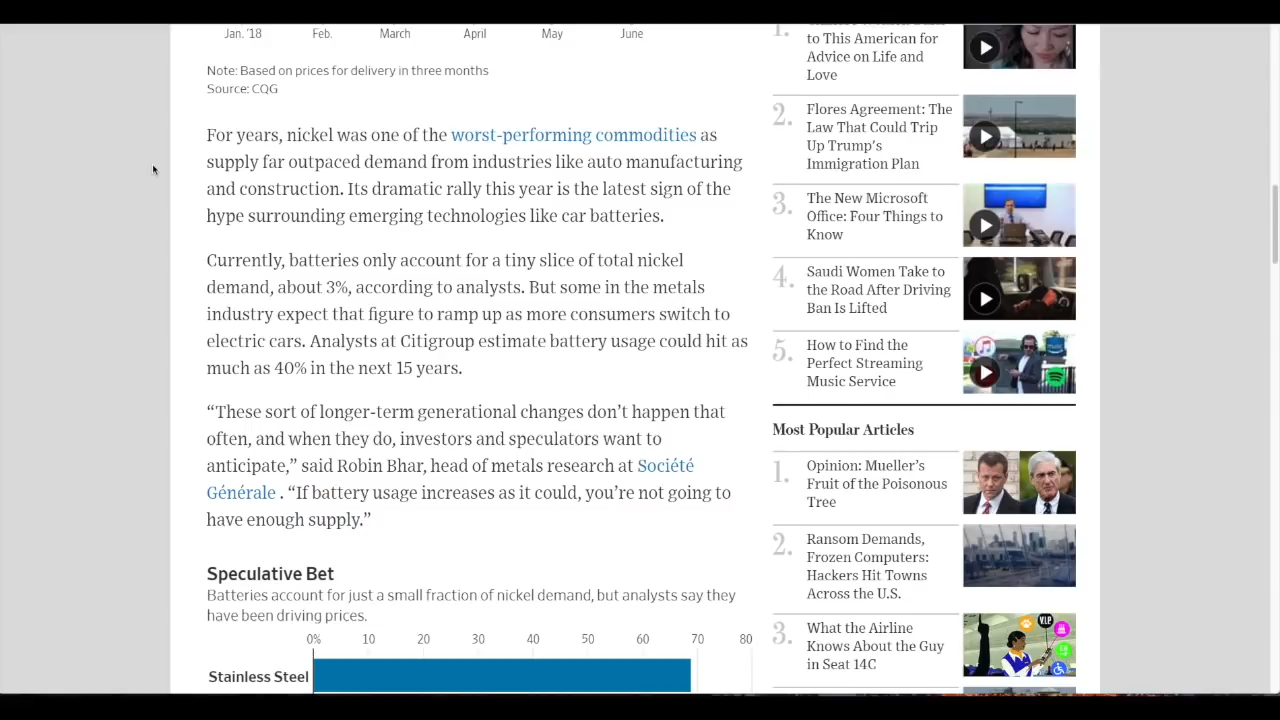 Jan. '18 Feb. March April May June
Note: Based on prices for delivery in three months
Source: CQG
For years, nickel was one of the worst-performing commodities as
supply far outpaced demand from industries like auto manufacturing
and construction. Its dramatic rally this year is the latest sign of the
hype surrounding emerging technologies like car batteries.
Currently, batteries only account for a tiny slice of total nickel
demand, about 3%, according to analysts. But some in the metals
industry expect that figure to ramp up as more consumers switch to
electric cars. Analysts at Citigroup estimate battery usage could hit as
much as 40% in the next 15 years.
“These sort of longer-term generational changes don’t happen that
often, and when they do, investors and speculators want to
anticipate,” said Robin Bhar, head of metals research at Société
Générale . “If battery usage increases as it could, you’re not going to
have enough supply.”
Speculative Bet
Batteries account for just a small fraction of nickel demand, but analysts say they
have been driving prices.
0% 10 20 30 40 50 60 70 80
Stainless Steel
1.
to This American for
Advice on Life and
Love
2.
Flores Agreement: The
Law That Could Trip
Up Trump’s
Immigration Plan
3.
The New Microsoft
Office: Four Things to
Know
4.
Saudi Women Take to
the Road After Driving
Ban Is Lifted
5.
How to Find the
Perfect Streaming
Music Service
Most Popular Articles
1.
Opinion: Mueller’s
Fruit of the Poisonous
Tree
2.
Ransom Demands,
Frozen Computers:
Hackers Hit Towns
Across the U.S.
3.
What the Airline
Knows About the Guy
in Seat 14C
V.I.P